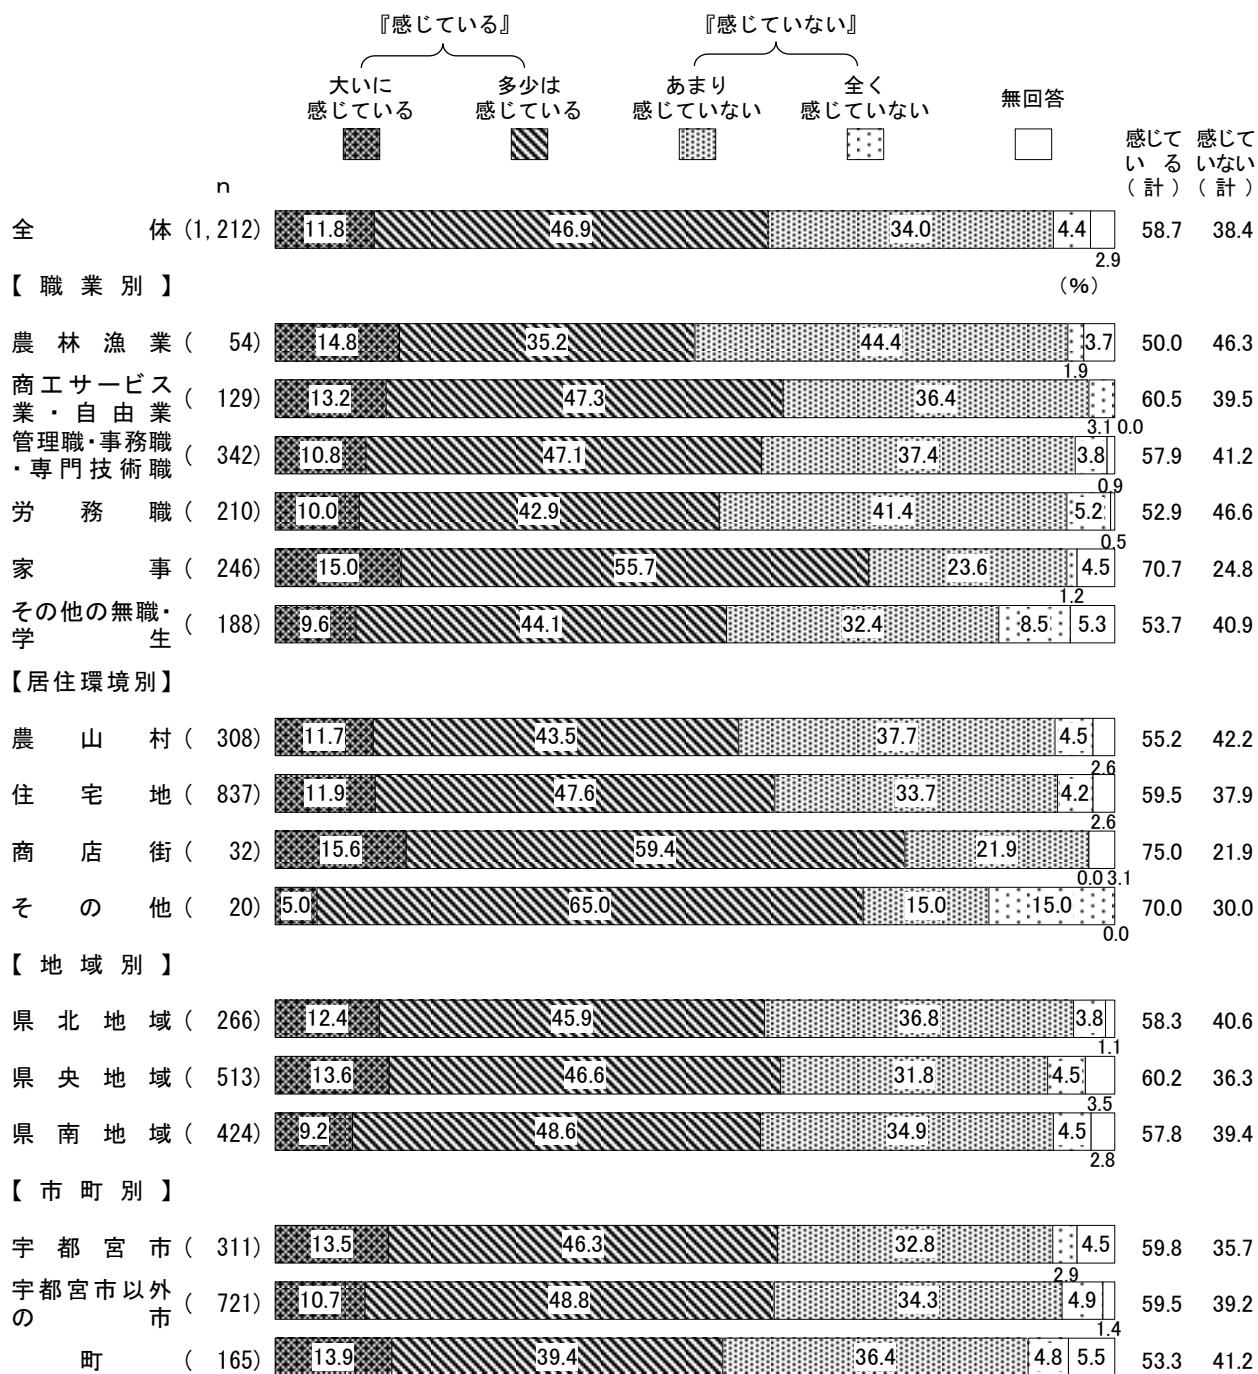 『感じている』 『感じていない』
大いに 多少は あまり 全く
感じている 感じている 感じていない 感じていない 無回答
感じて 感じて
い る いない
n (計) (計)
全 体 (1,212) 11.8 46.9 34.0 4.4 58.7 38.4
2.9
【 職 業 別 】 (%)
農 林 漁 業 ( 54) 14.8 35.2 44.4 3.7 50.0 46.3
1.9
商工サービス
業・自由業 ( 129) 13.2 47.3 36.4 60.5 39.5
3.1 0.0
管理職・事務職
・専門技術職 ( 342) 10.8 47.1 37.4 3.8 57.9 41.2
0.9
労 務 職 ( 210) 10.0 42.9 41.4 5.2 52.9 46.6
0.5
家 事 ( 246) 15.0 55.7 23.6 4.5 70.7 24.8
1.2
その他の無職・
学 生 ( 188) 9.6 44.1 32.4 8.5 5.3 53.7 40.9
【居住環境別】
農 山 村 ( 308) 11.7 43.5 37.7 4.5 55.2 42.2
2.6
住 宅 地 ( 837) 11.9 47.6 33.7 4.2 59.5 37.9
2.6
商 店 街 ( 32) 15.6 59.4 21.9 75.0 21.9
0.0 3.1
そ の 他 ( 20) 5.0 65.0 15.0 15.0 70.0 30.0
0.0
【 地 域 別 】
県 北 地 域 ( 266) 12.4 45.9 36.8 3.8 58.3 40.6
1.1
県 央 地 域 ( 513) 13.6 46.6 31.8 4.5 60.2 36.3
3.5
県 南 地 域 ( 424) 9.2 48.6 34.9 4.5 57.8 39.4
2.8
【 市 町 別 】
宇 都 宮 市 ( 311) 13.5 46.3 32.8 4.5 59.8 35.7
2.9
宇都宮市以外
の 市 ( 721) 10.7 48.8 34.3 4.9 59.5 39.2
1.4
町 ( 165) 13.9 39.4 36.4 4.8 5.5 53.3 41.2